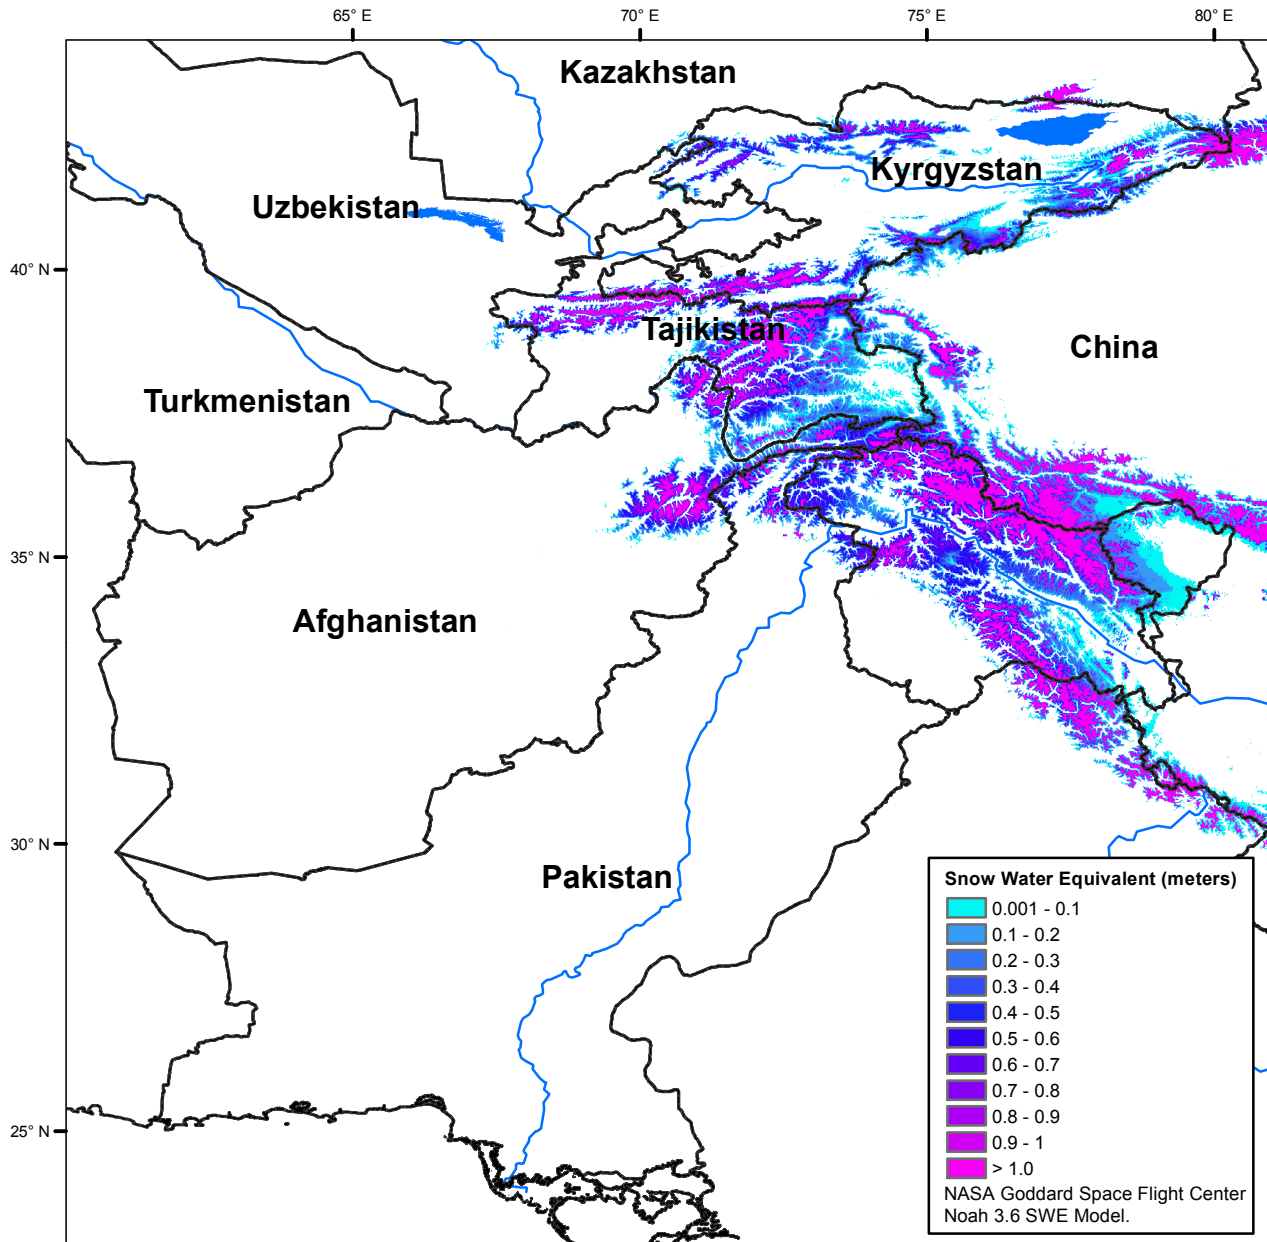 65° E
70° E
75° E
80° E
Kazakhstan
Kyrgyzstan
Uzbekistan
40° N
Tajikistan
China
Turkmenistan
35° N
Afghanistan
30° N
Pakistan
25° N
Snow Water Equivalent (meters)
0.001 - 0.1
0.1 - 0.2
0.2 - 0.3
0.3 - 0.4
0.4 - 0.5
0.5 - 0.6
0.6 - 0.7
0.7 - 0.8
0.8 - 0.9
0.9 - 1
> 1.0
NASA Goddard Space Flight Center
Noah 3.6 SWE Model.